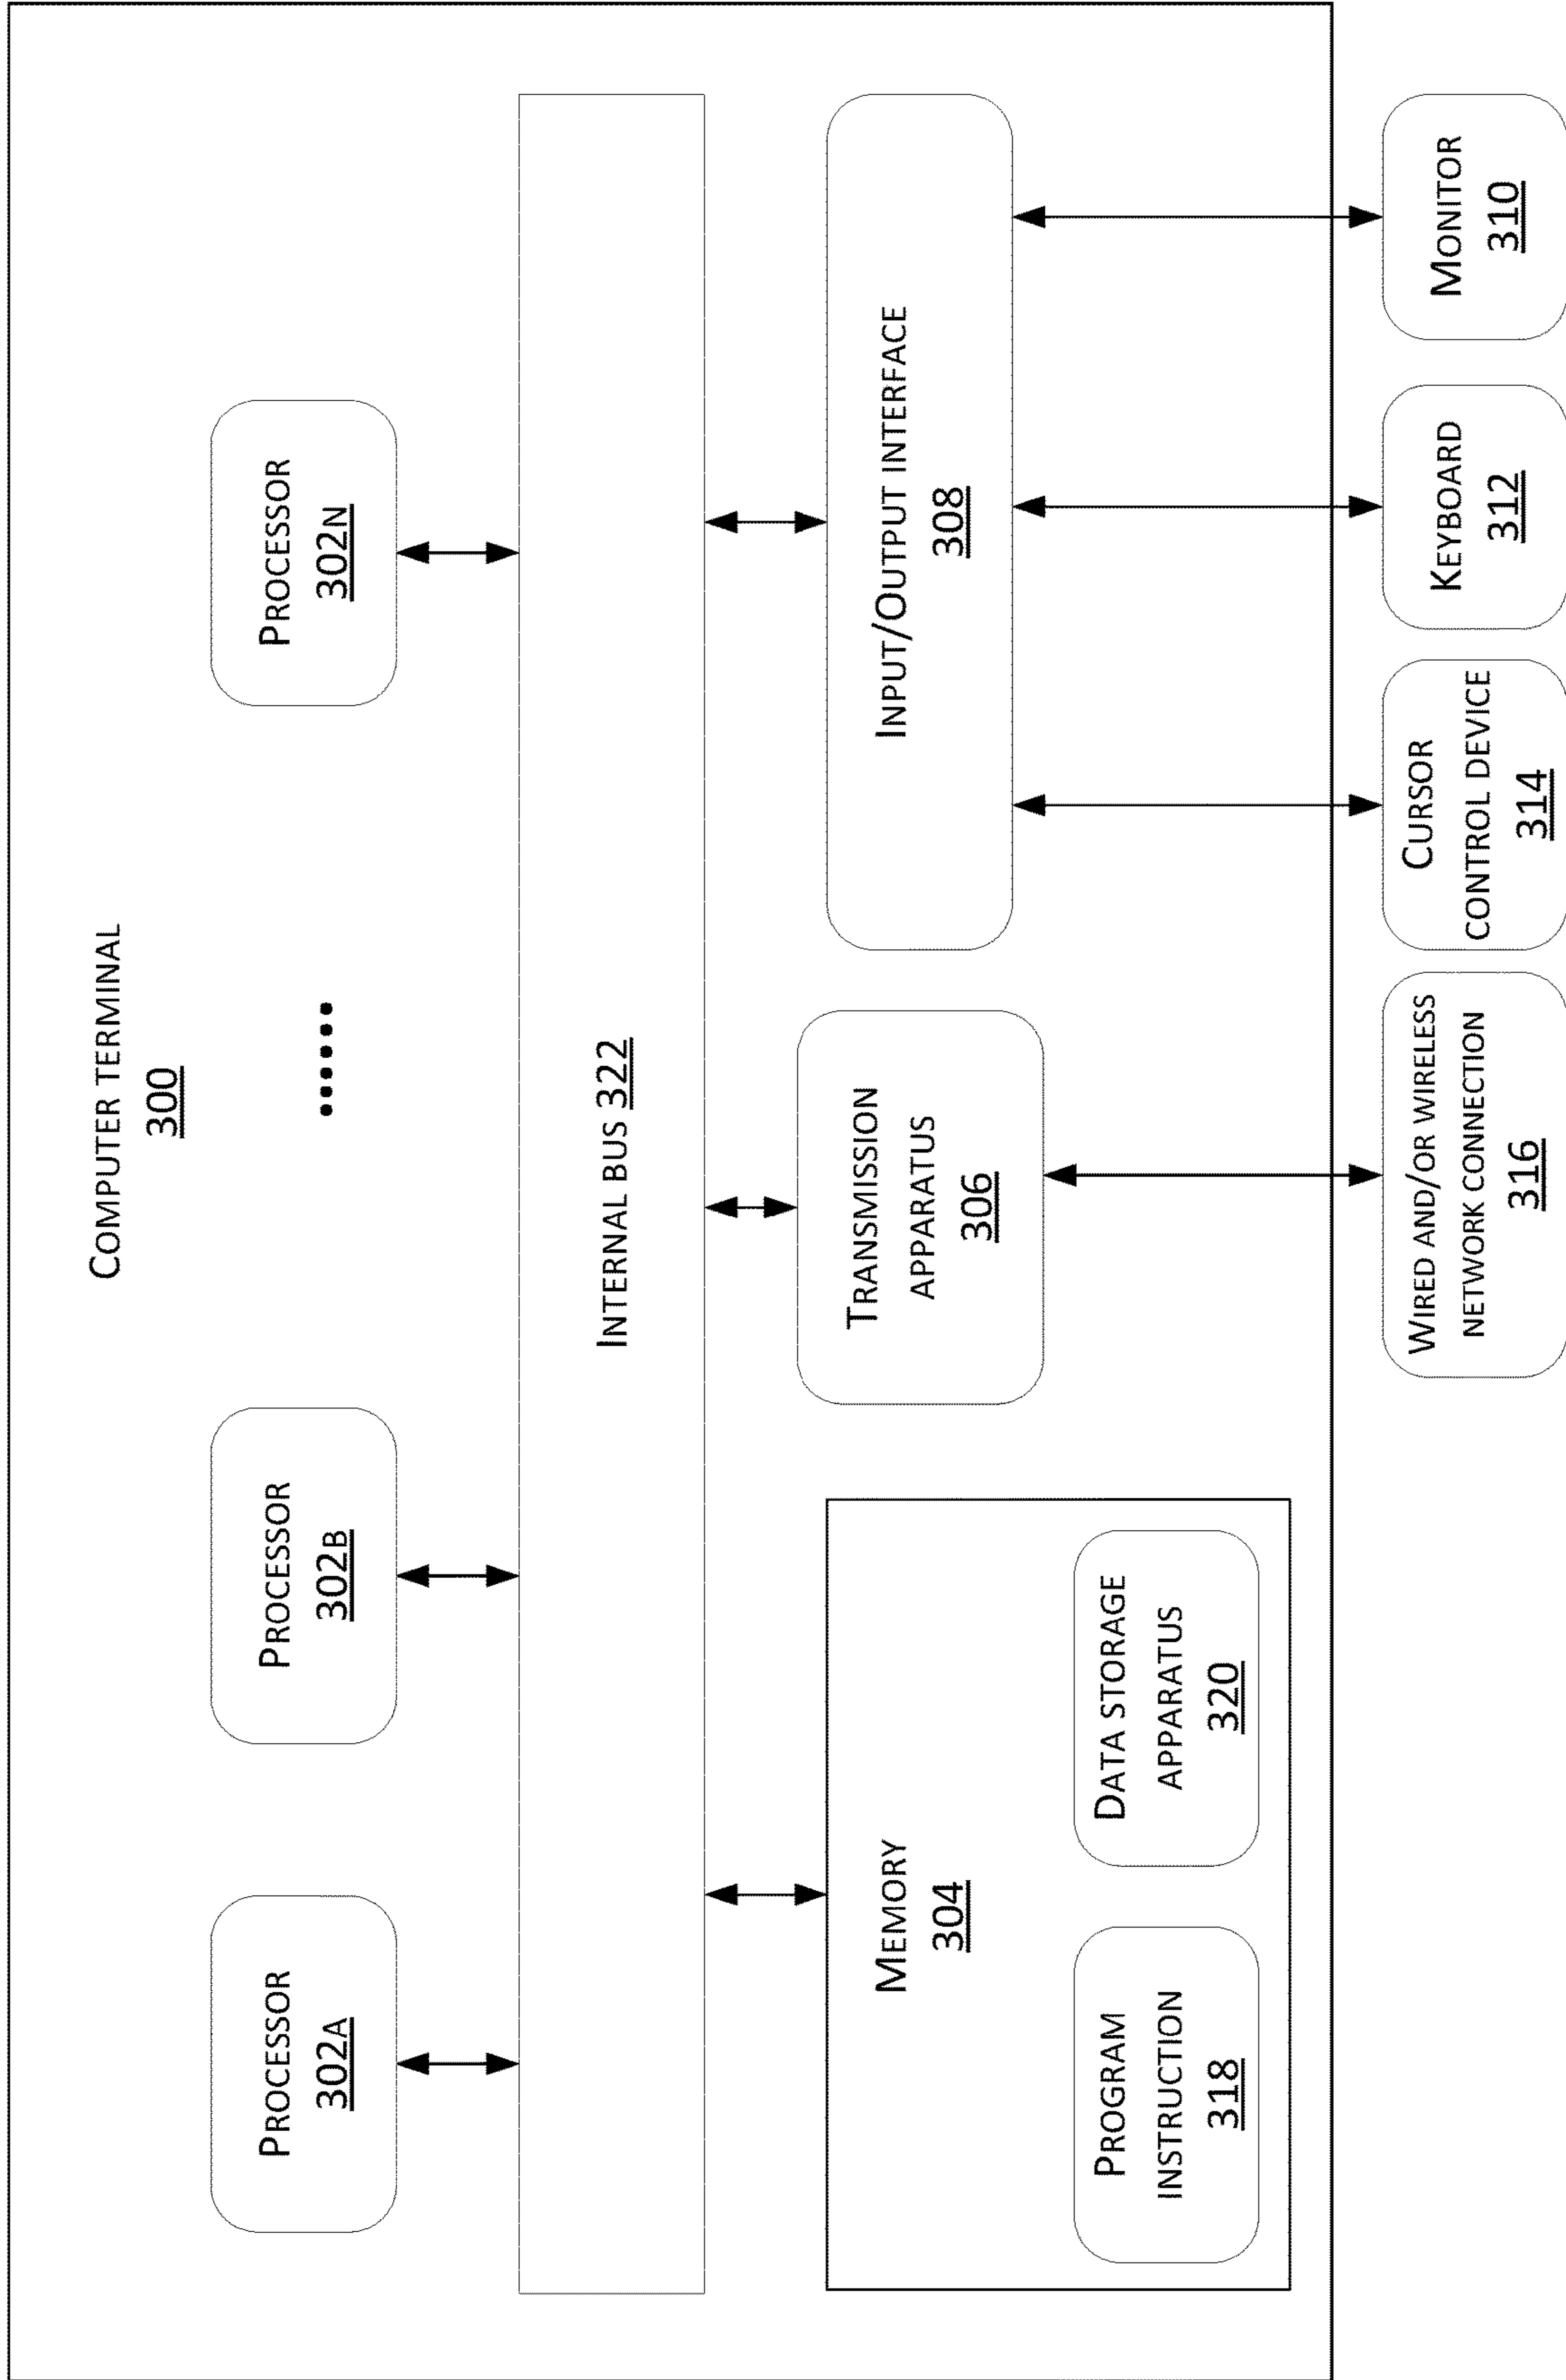 COMPUTER TERMINAL
300
PROCESSOR
302A
PROCESSOR
302B
......
PROCESSOR
302N
INTERNAL BUS 322
MEMORY
304
PROGRAM
INSTRUCTION
318
DATA STORAGE
APPARATUS
320
TRANSMISSION
APPARATUS
306
INPUT/OUTPUT INTERFACE
308
WIRED AND/OR WIRELESS
NETWORK CONNECTION
316
CURSOR
CONTROL DEVICE
314
KEYBOARD
312
MONITOR
310